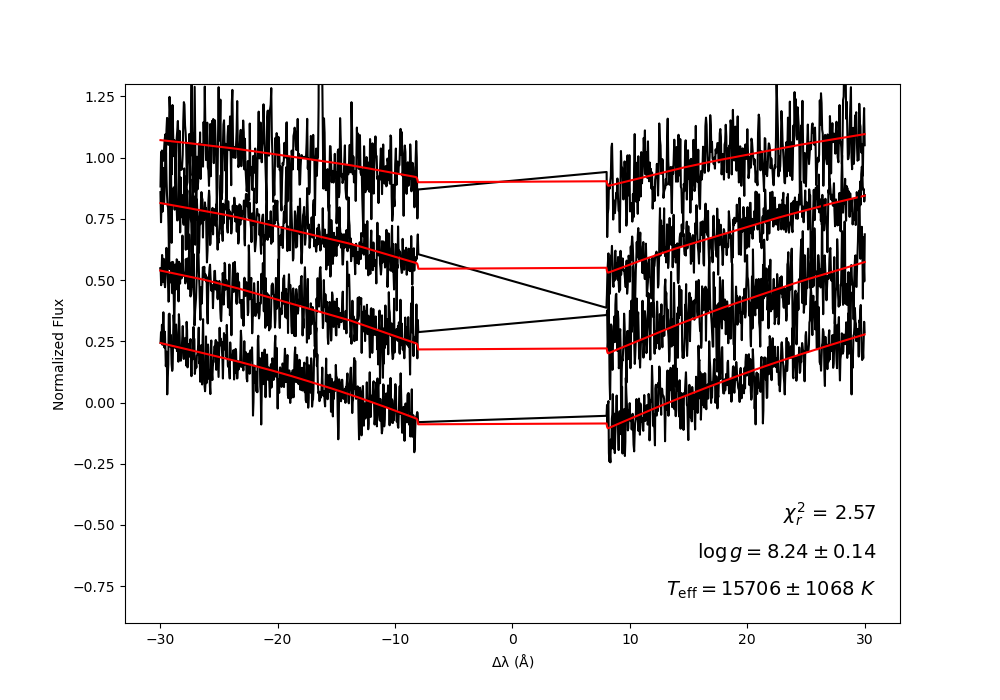 1.25
1.00
0.75
0.50
0.25
0.00
−0.25
−0.50
−0.75
Normalized Flux
χ²ᵣ = 2.57
log g = 8.24 ± 0.14
T_eff = 15706 ± 1068 K
−30 −20 −10 0 10 20 30
Δλ (Å)